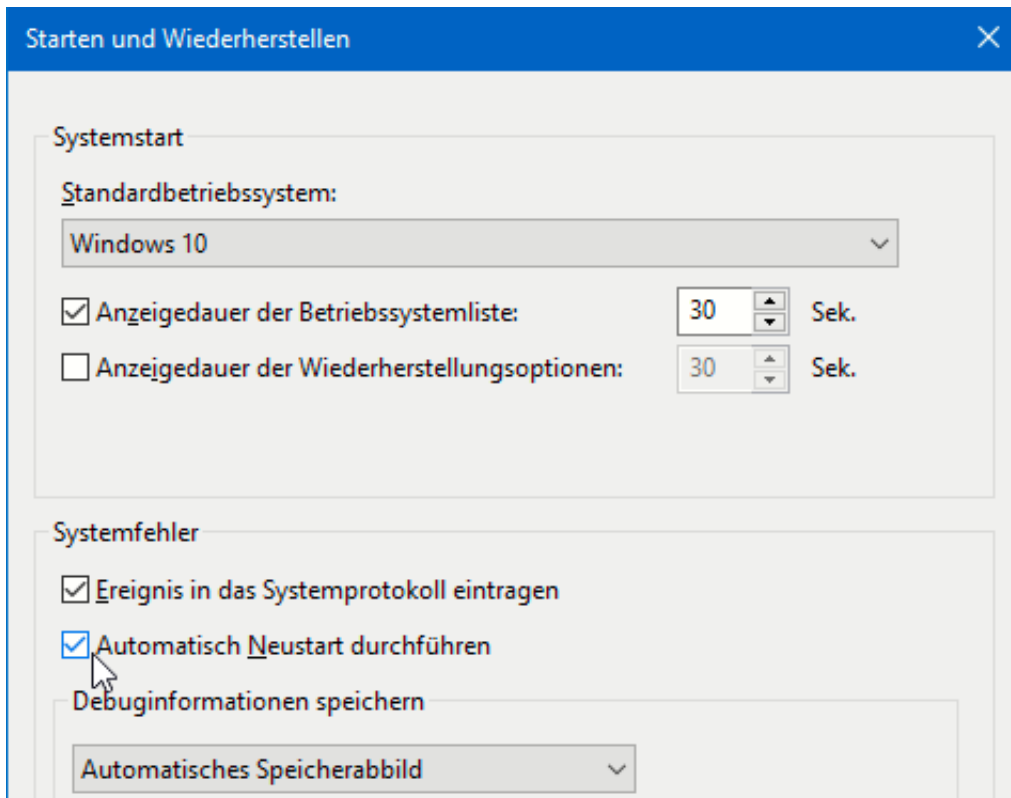 Starten und Wiederherstellen
Systemstart
Standardbetriebssystem:
Windows 10
Anzeigedauer der Betriebssystemliste: 30 Sek.
Anzeigedauer der Wiederherstellungsoptionen: 30 Sek.
Systemfehler
Ereignis in das Systemprotokoll eintragen
Automatisch Neustart durchführen
Debuginformationen speichern
Automatisches Speicherabbild